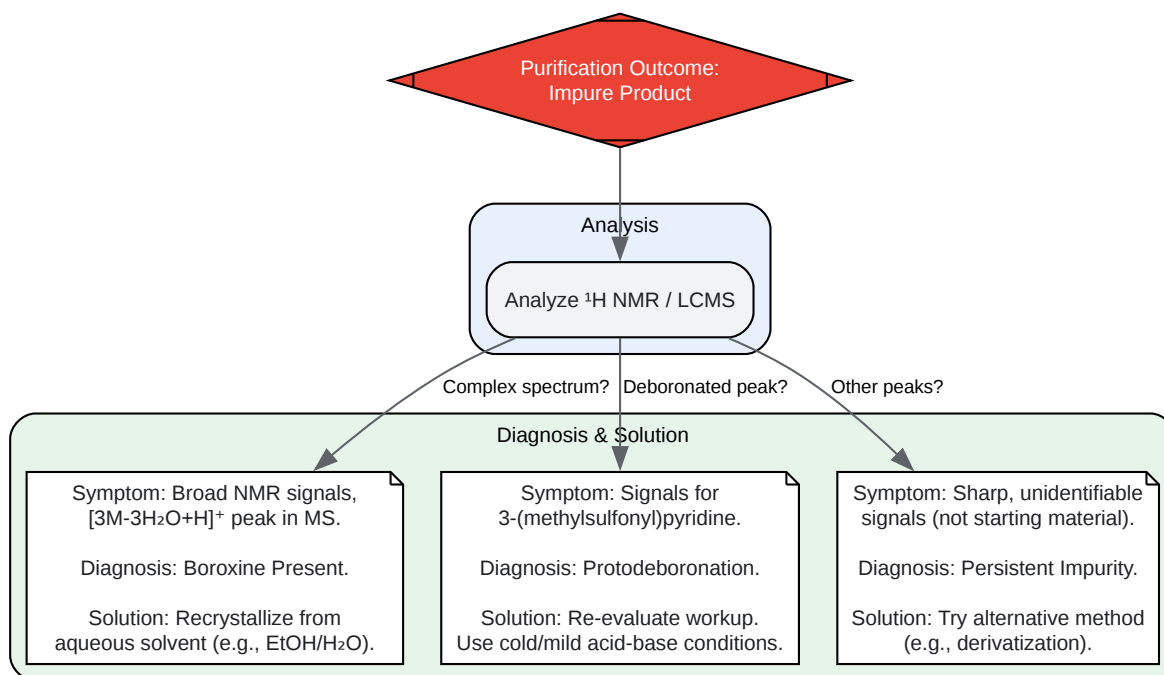 Purification Outcome:
Impure Product
Analysis
Analyze ¹H NMR / LCMS
Complex spectrum?
Deboronated peak?
Other peaks?
Diagnosis & Solution
Symptom: Broad NMR signals,
[3M-3H₂O+H]⁺ peak in MS.
Diagnosis: Boroxine Present.
Solution: Recrystallize from
aqueous solvent (e.g., EtOH/H₂O).
Symptom: Signals for
3-(methylsulfonyl)pyridine.
Diagnosis: Protodeboronation.
Solution: Re-evaluate workup.
Use cold/mild acid-base conditions.
Symptom: Sharp, unidentifiable
signals (not starting material).
Diagnosis: Persistent Impurity.
Solution: Try alternative method
(e.g., derivatization).